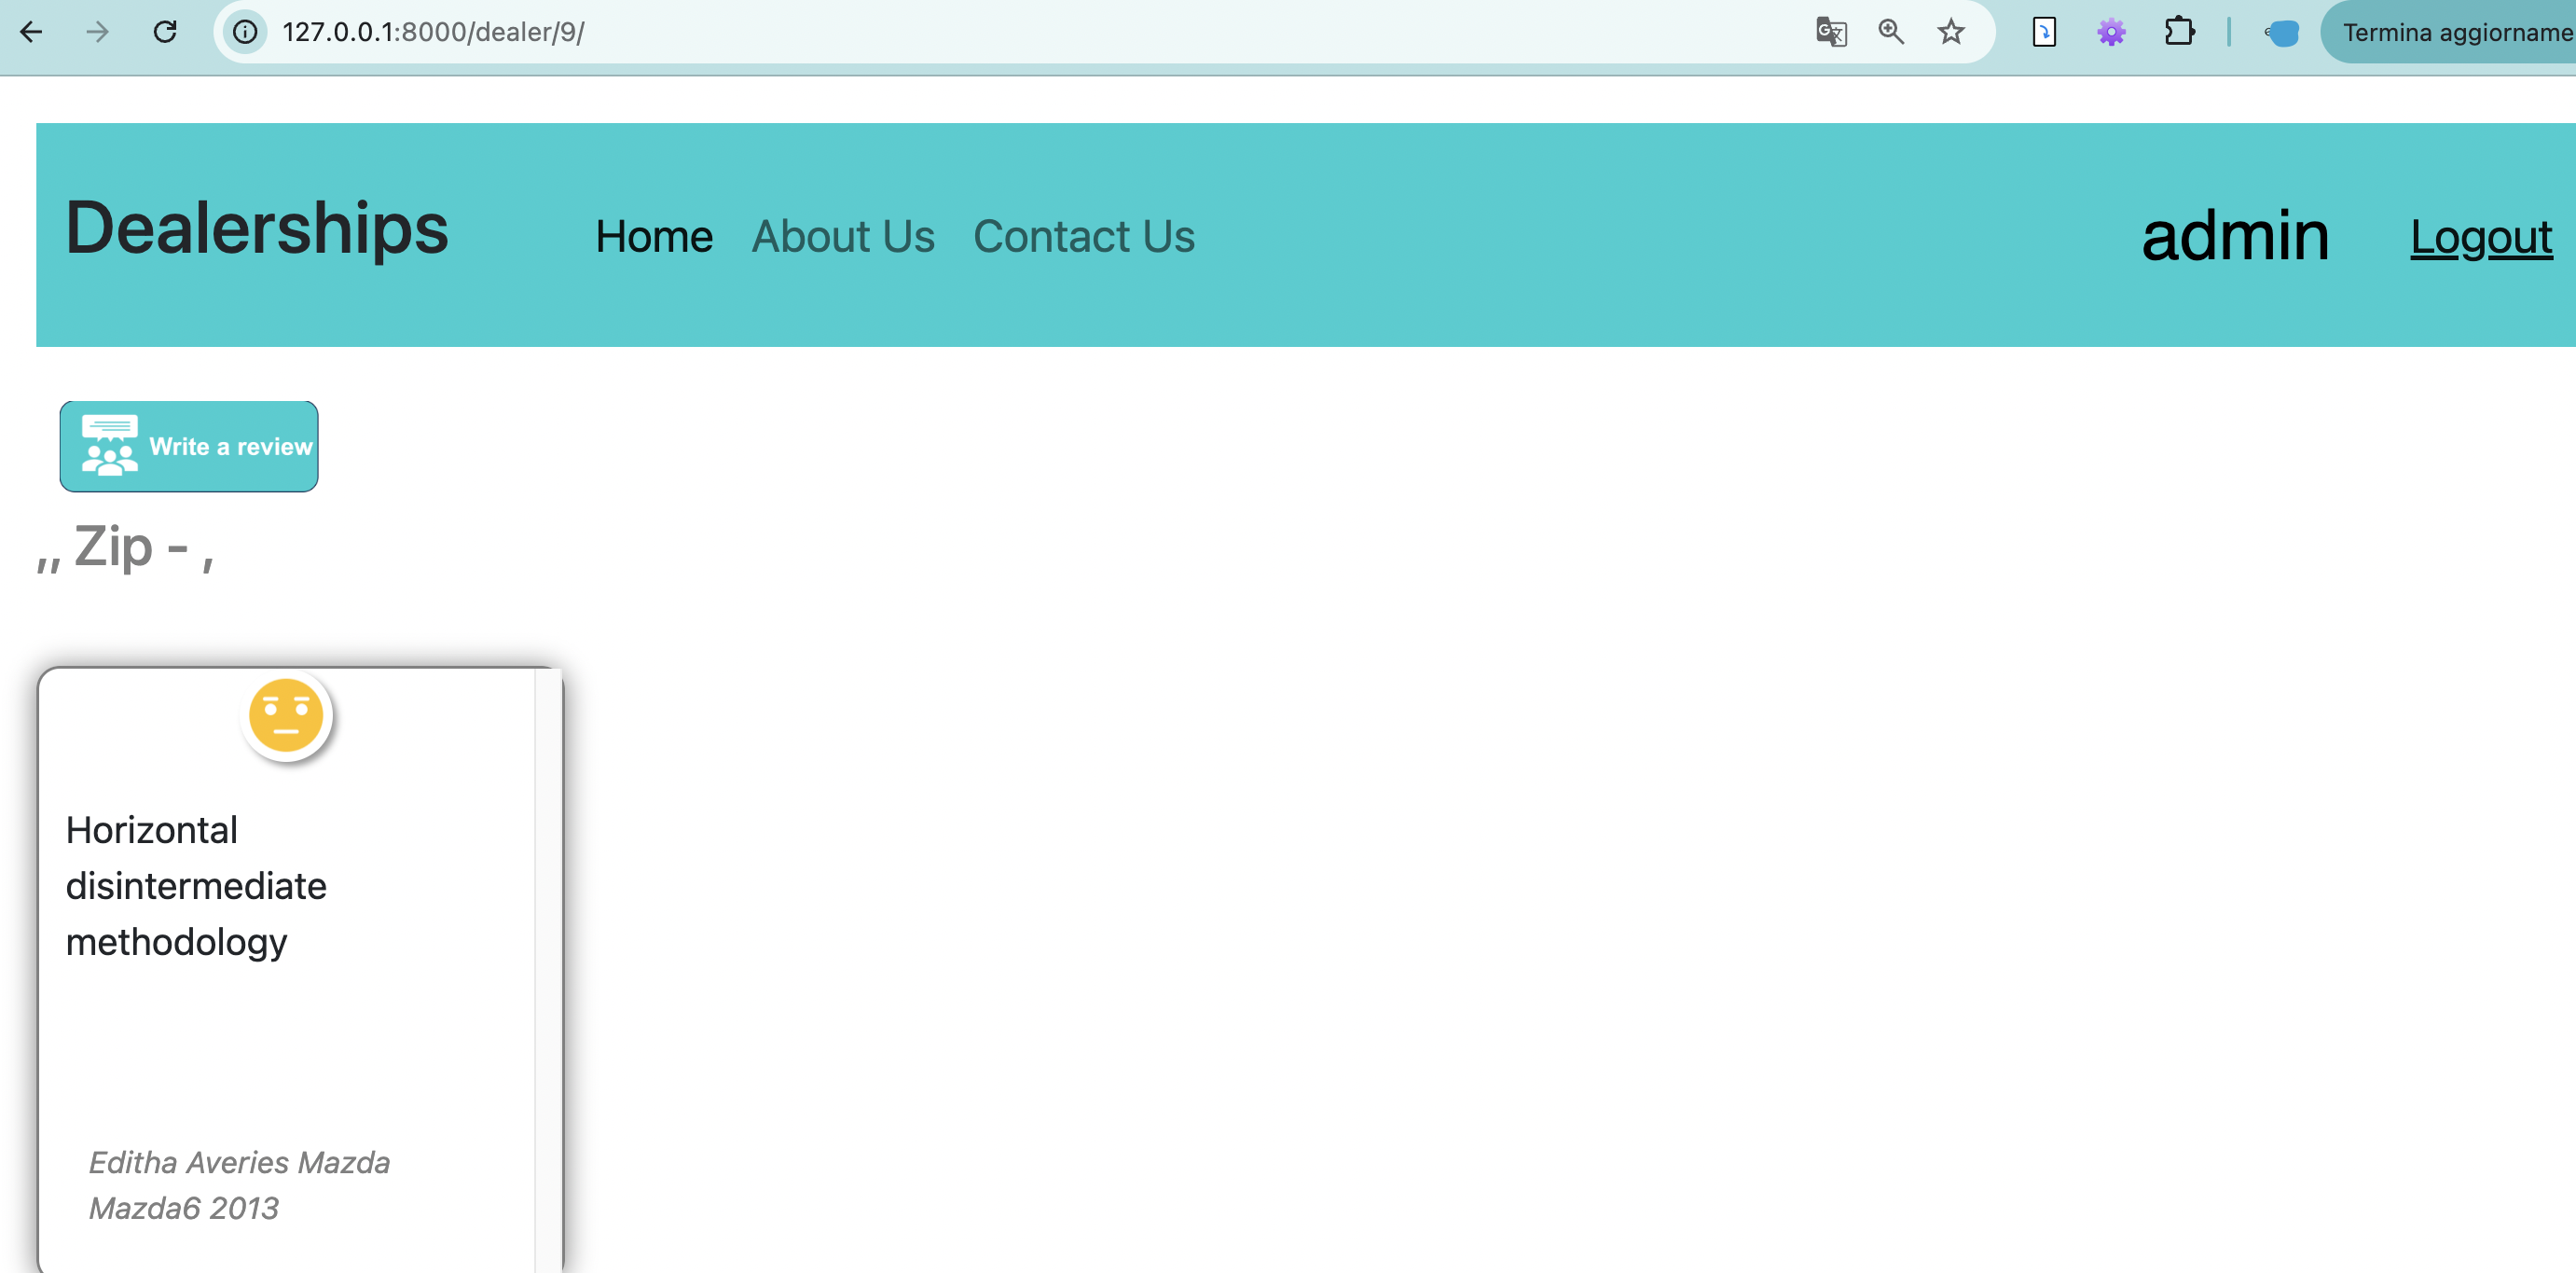 127.0.0.1:8000/dealer/9/
Termina aggiorname
Dealerships
Home
About Us
Contact Us
admin
Logout
Write a review
,, Zip - ,
Horizontal
disintermediate
methodology
Editha Averies Mazda
Mazda6 2013